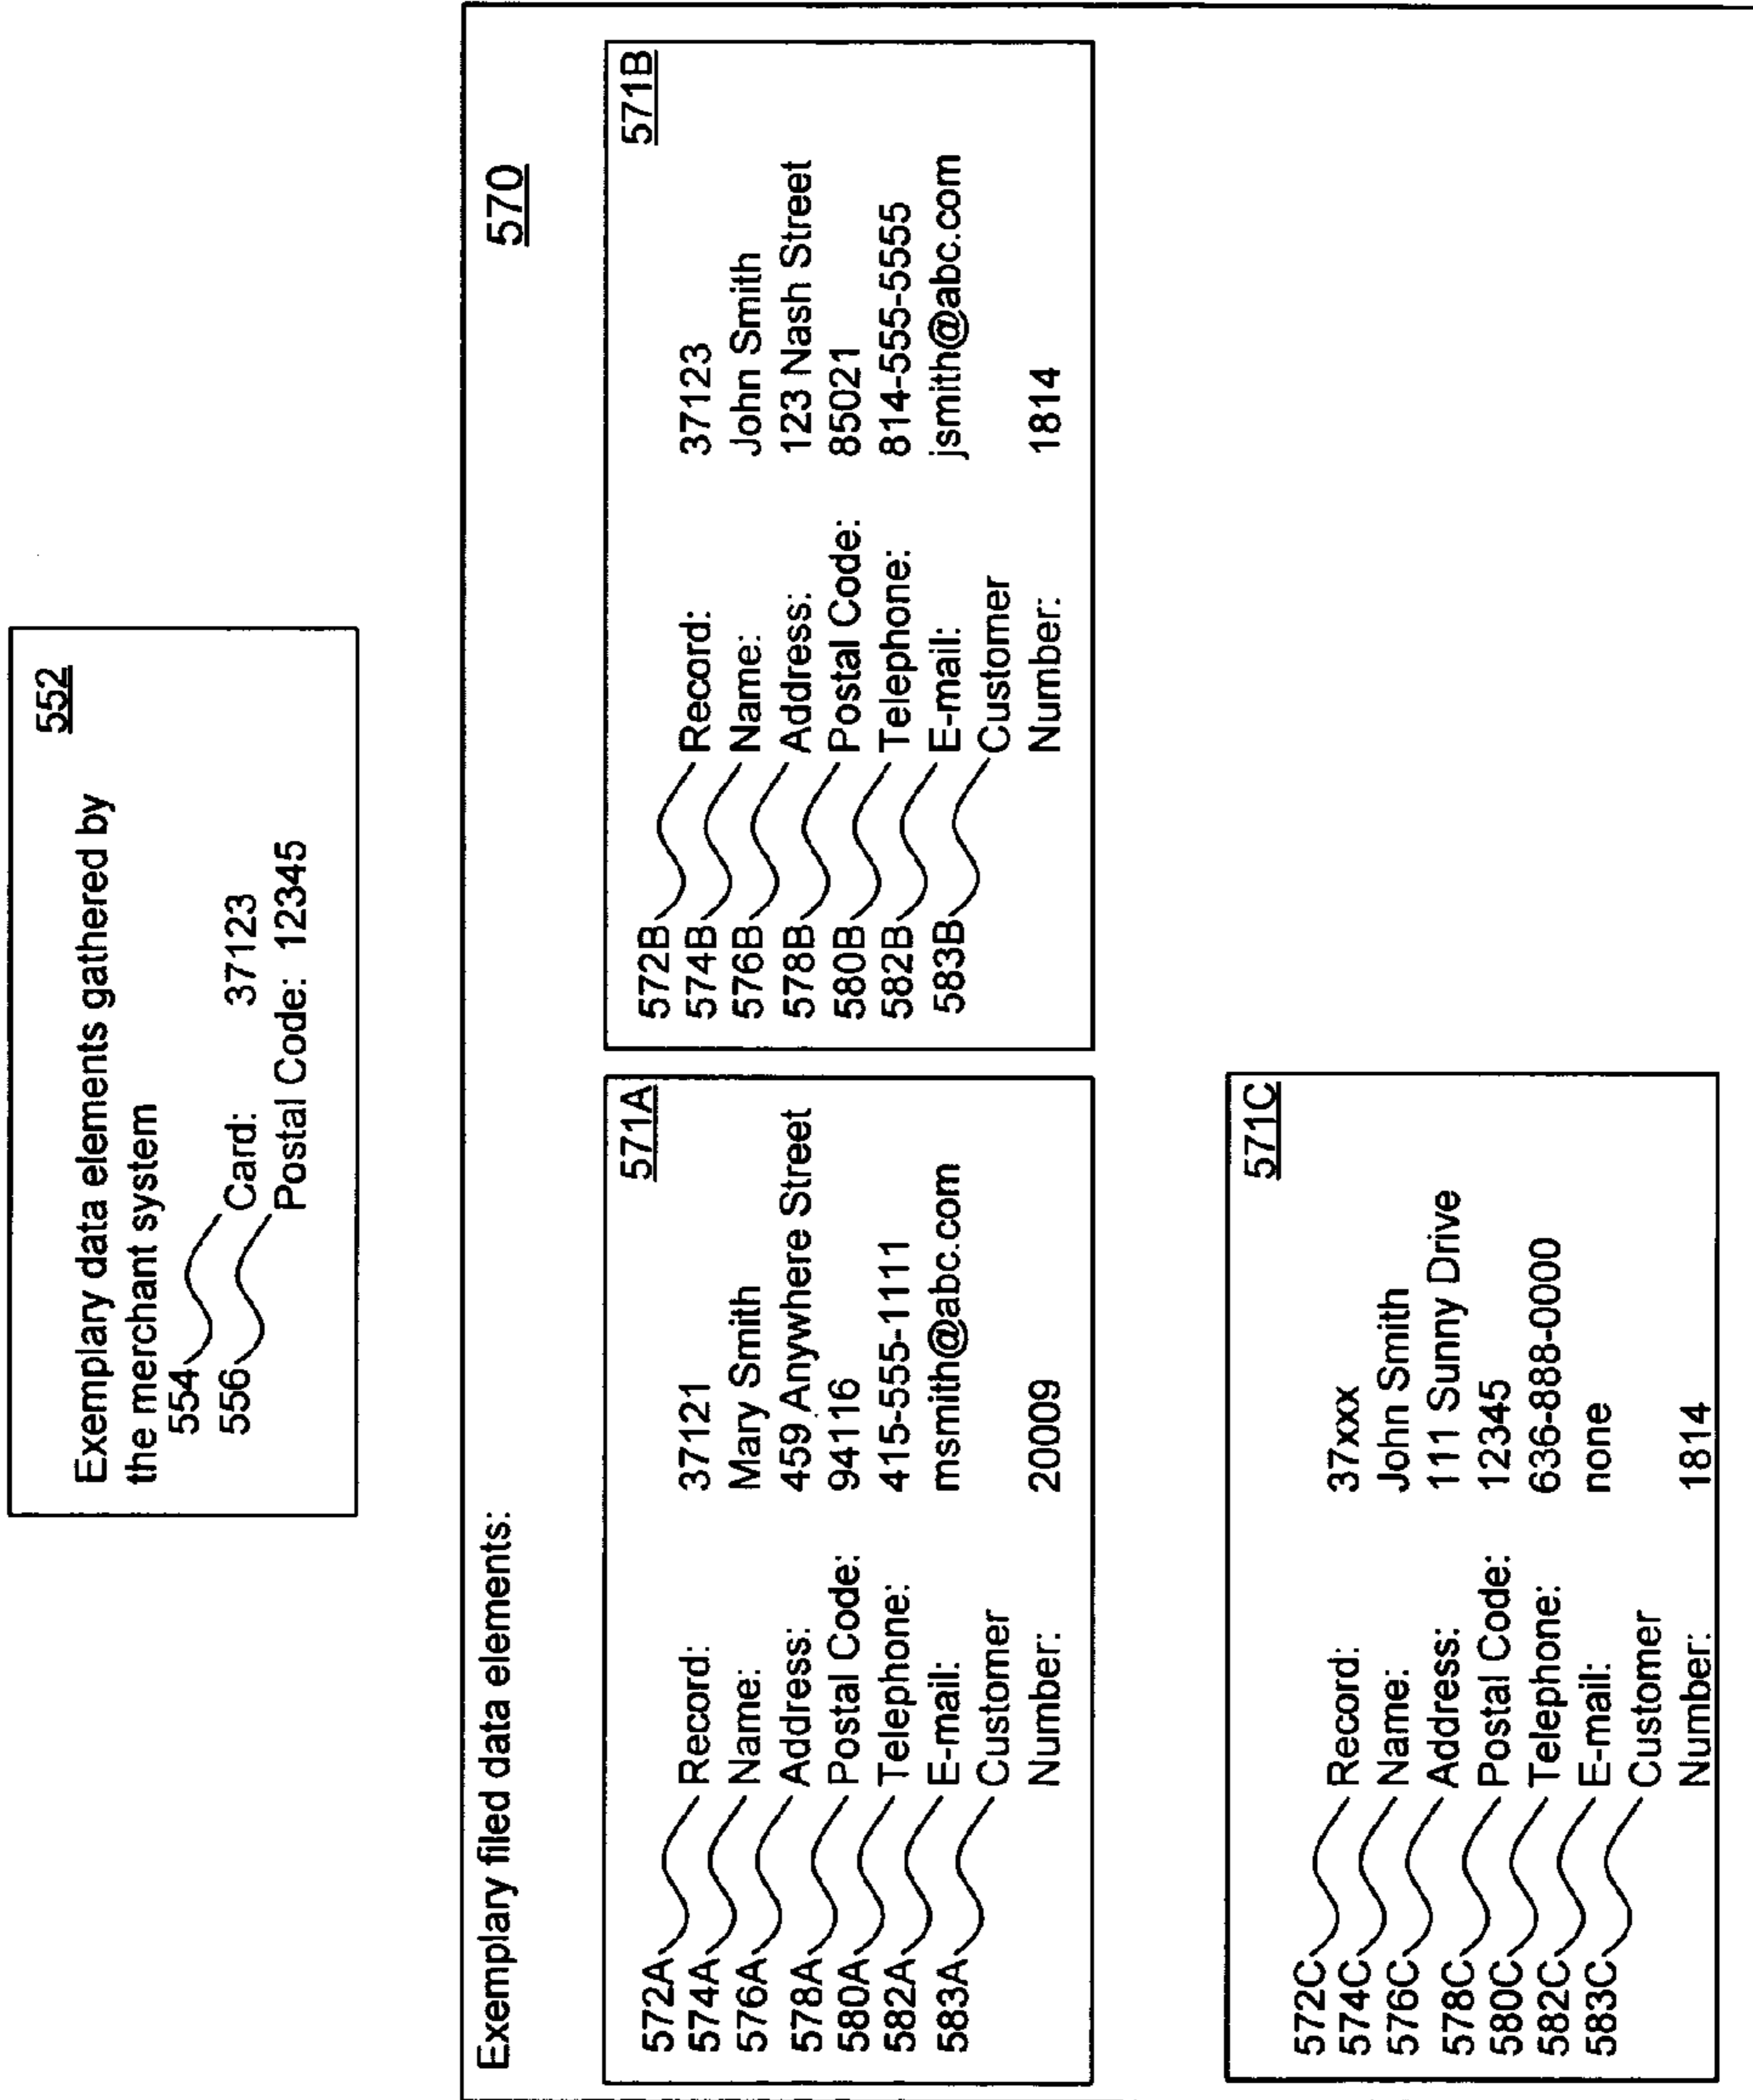 552
Exemplary data elements gathered by
the merchant system
554 Card: 37123
556 Postal Code: 12345
Exemplary filed data elements:
570
571A
572A Record: 37121
574A Name: Mary Smith
576A Address: 459 Anywhere Street
578A Postal Code: 94116
580A Telephone: 415-555-1111
582A E-mail: msmith@abc.com
583A Customer
Number: 20009
571B
572B Record: 37123
574B Name: John Smith
576B Address: 123 Nash Street
578B Postal Code: 85021
580B Telephone: 814-555-5555
582B E-mail: jsmith@abc.com
583B Customer
Number: 1814
571C
572C Record: 37xxx
574C Name: John Smith
576C Address: 111 Sunny Drive
578C Postal Code: 12345
580C Telephone: 636-888-0000
582C E-mail: none
583C Customer
Number: 1814